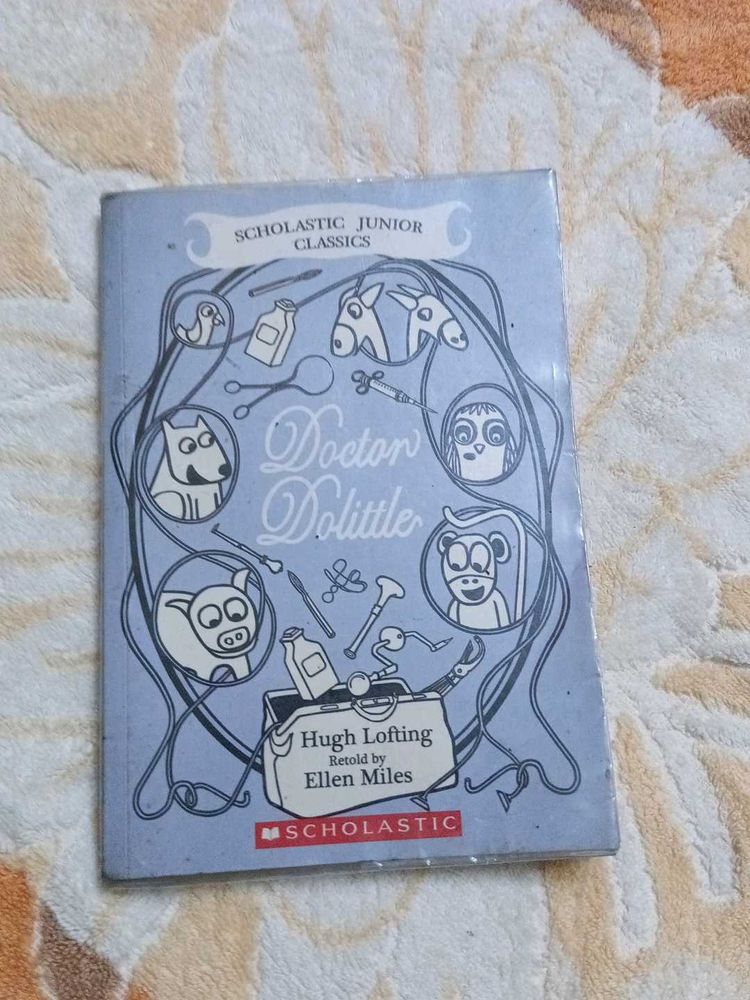 SCHOLASTIC JUNIOR
CLASSICS
Doctor
Dolittle
Hugh Lofting
Retold by
Ellen Miles
SCHOLASTIC